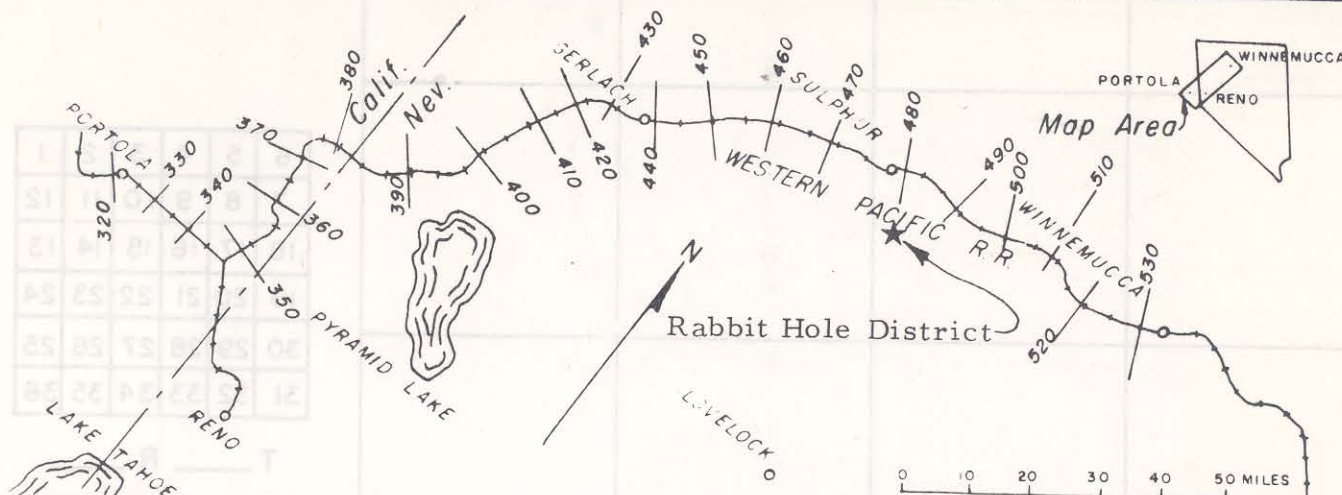 PORTOLA
320
330
340
350
360
370
380
Calif.
Nev.
390
400
410
420
GERLACH
430
440
450
460
SULPHUR
470
480
490
500
WINNEMUCCA
510
520
530
WESTERN PACIFIC R.R.
PYRAMID LAKE
RENO
LAKE TAHOE
N
Rabbit Hole District
LOVELOCK
PORTOLA
WINNEMUCCA
RENO
Map Area
0 10 20 30 40 50 MILES